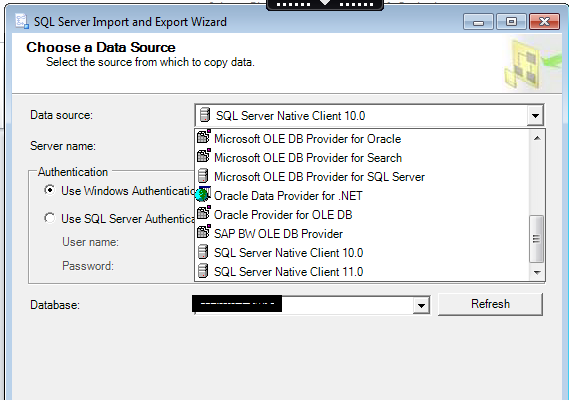 SQL Server Import and Export Wizard
Choose a Data Source
Select the source from which to copy data.
Data source:
SQL Server Native Client 10.0
Server name:
Microsoft OLE DB Provider for Oracle
Microsoft OLE DB Provider for Search
Microsoft OLE DB Provider for SQL Server
Oracle Data Provider for .NET
Oracle Provider for OLE DB
SAP BW OLE DB Provider
SQL Server Native Client 10.0
SQL Server Native Client 11.0
Authentication
Use Windows Authenticatio
Use SQL Server Authentica
User name:
Password:
Database:
Refresh